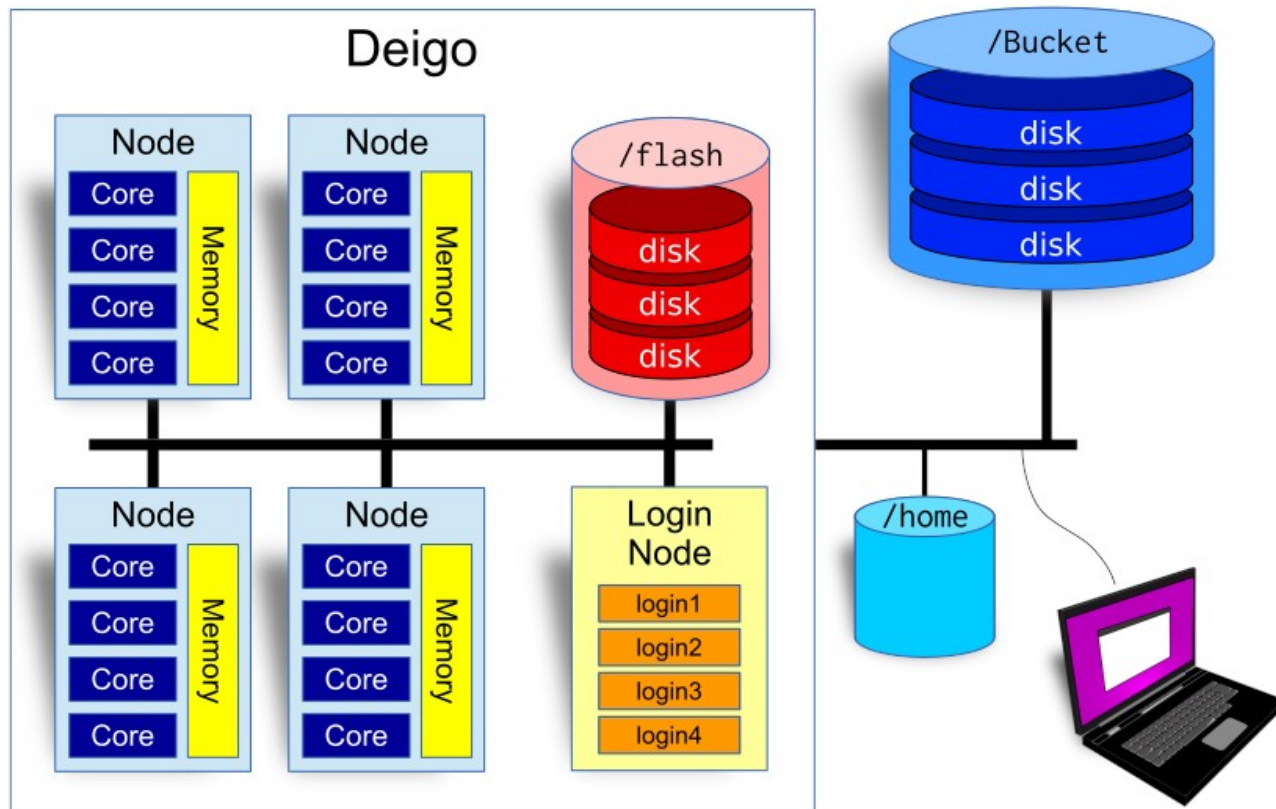 Deigo
Node
Core
Core
Core
Core
Memory
Node
Core
Core
Core
Core
Memory
/flash
disk
disk
disk
/Bucket
disk
disk
disk
Node
Core
Core
Core
Core
Memory
Node
Core
Core
Core
Core
Memory
Login
Node
login1
login2
login3
login4
/home